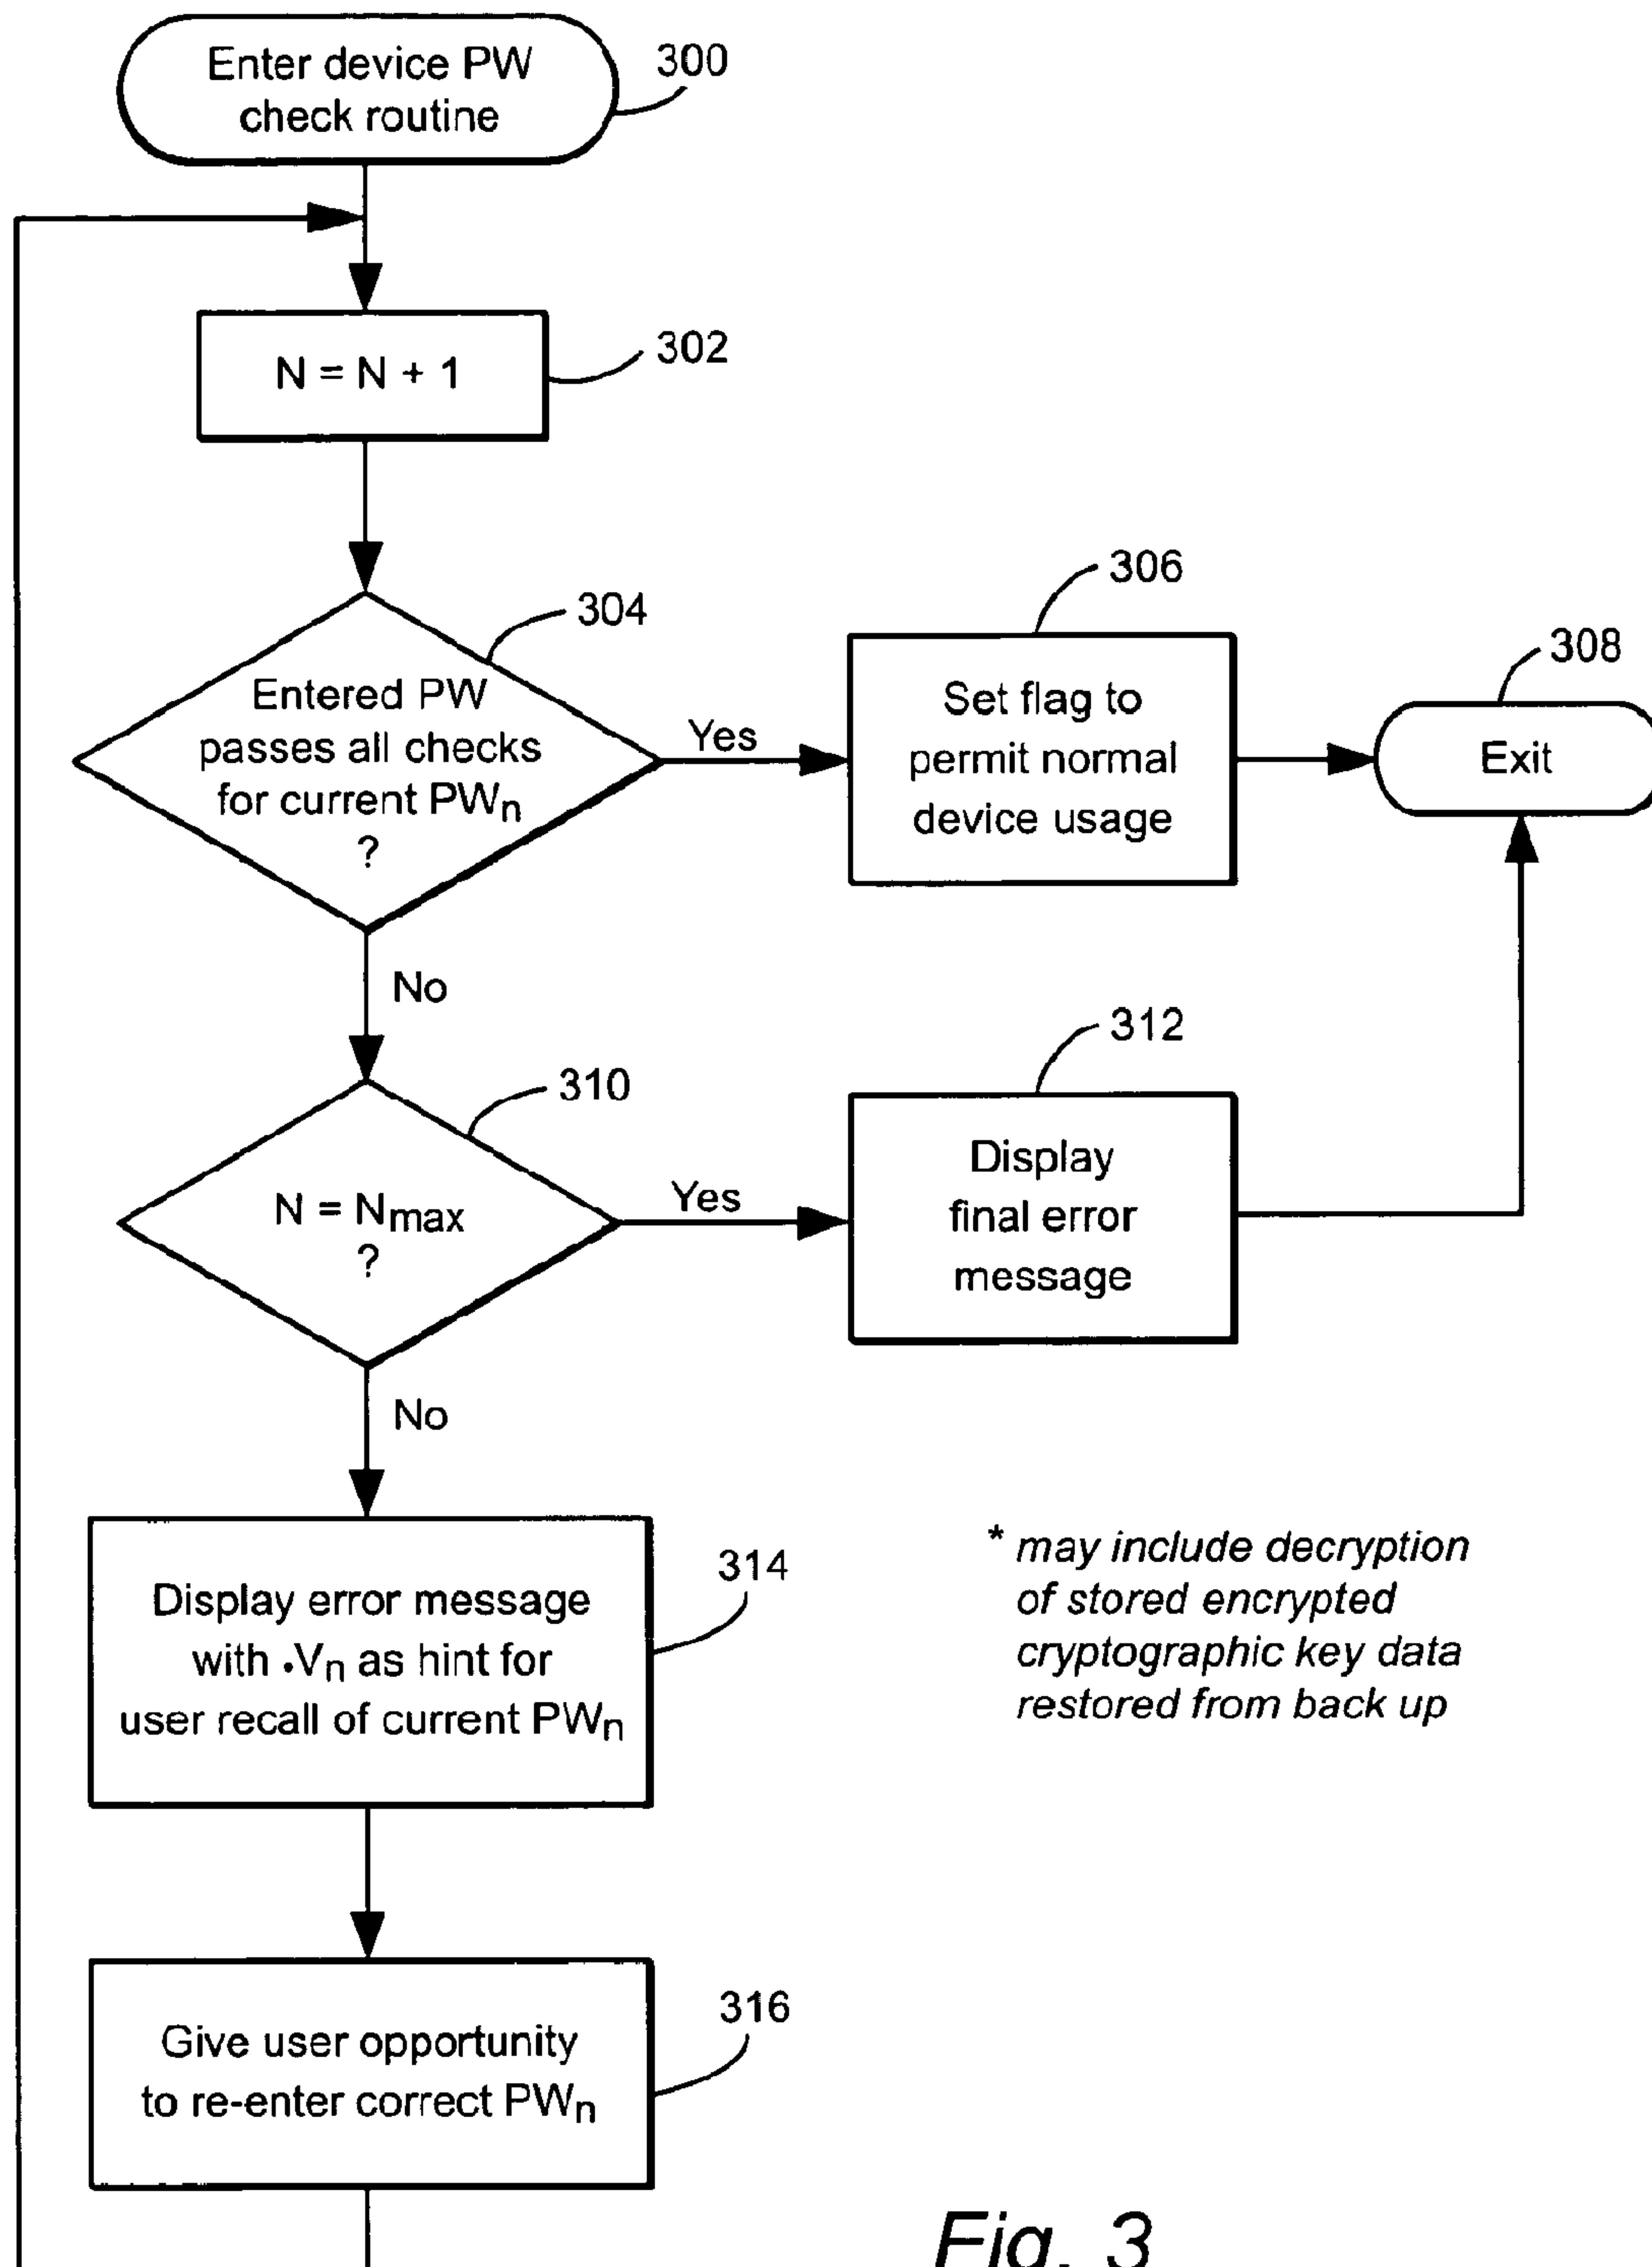 Enter device PW
check routine
300
N = N + 1
302
Entered PW
passes all checks
for current PWn
?
304
Yes
Set flag to
permit normal
device usage
306
Exit
308
No
N = Nmax
?
310
Yes
Display
final error
message
312
No
Display error message
with •Vn as hint for
user recall of current PWn
314
* may include decryption
of stored encrypted
cryptographic key data
restored from back up
Give user opportunity
to re-enter correct PWn
316
Fig. 3